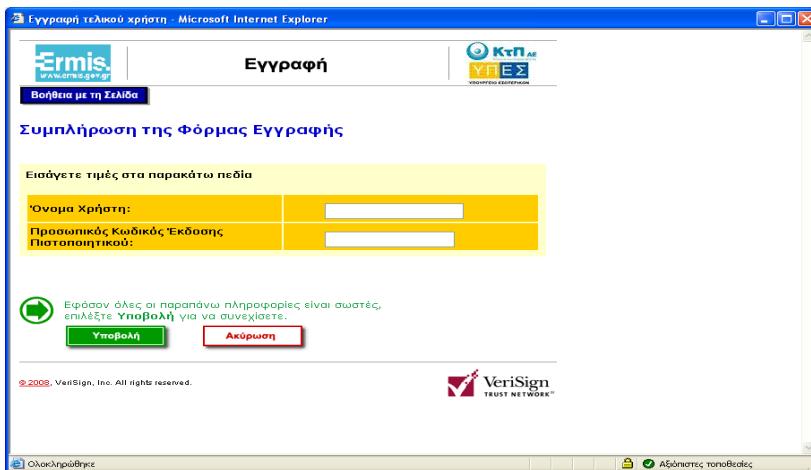 Εγγραφή τελικού χρήστη - Microsoft Internet Explorer
Ermis.
www.ermis.gov.gr
Εγγραφή
ΚτΠ ΑΕ
ΥΠΕΣ
ΥΠΟΥΡΓΕΙΟ ΕΣΩΤΕΡΙΚΩΝ
Βοήθεια με τη Σελίδα
Συμπλήρωση της Φόρμας Εγγραφής
Εισάγετε τιμές στα παρακάτω πεδία
Όνομα Χρήστη:
Προσωπικός Κωδικός Έκδοσης
Πιστοποιητικού:
Εφόσον όλες οι παραπάνω πληροφορίες είναι σωστές,
επιλέξτε Υποβολή για να συνεχίσετε.
Υποβολή
Ακύρωση
© 2008, VeriSign, Inc. All rights reserved.
VeriSign
TRUST NETWORK
Ολοκληρώθηκε
Αξιόπιστες τοποθεσίες